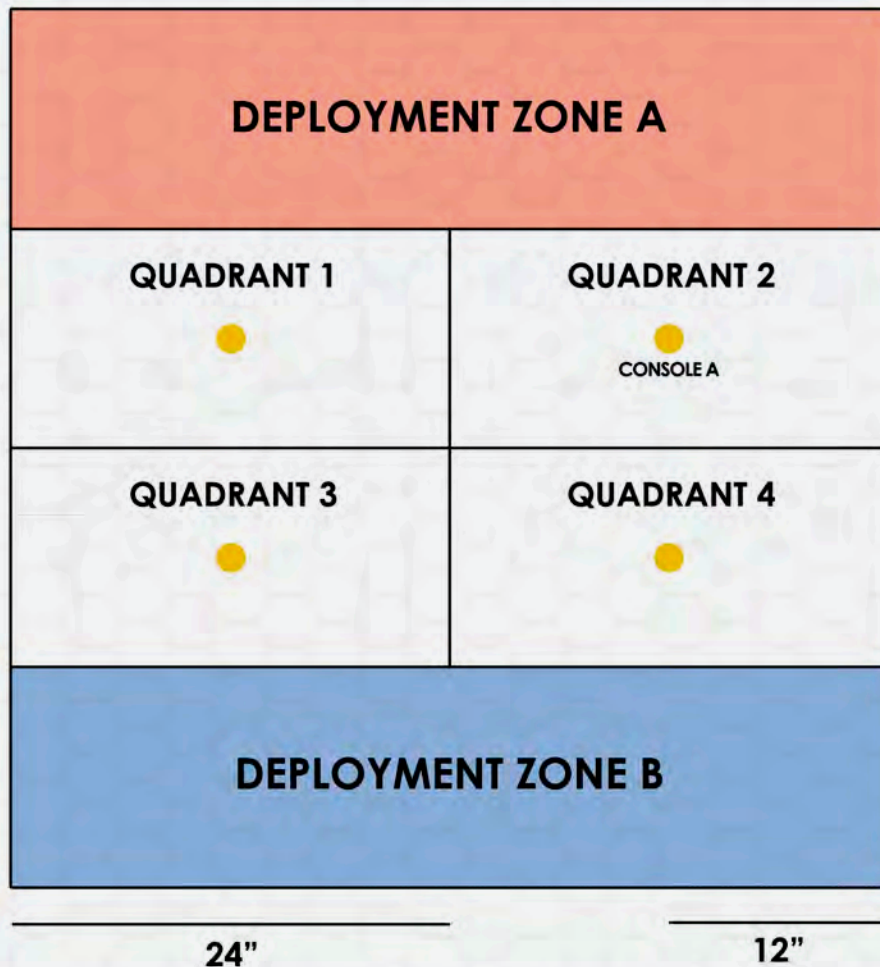 DEPLOYMENT ZONE A
QUADRANT 1
QUADRANT 2
CONSOLE A
QUADRANT 3
QUADRANT 4
DEPLOYMENT ZONE B
24”
12”